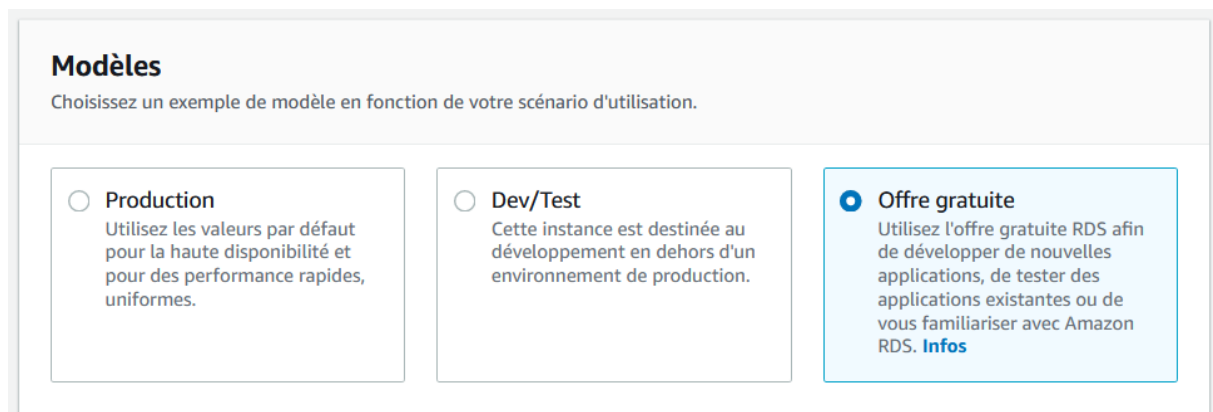 Modèles
Choisissez un exemple de modèle en fonction de votre scénario d'utilisation.
Production
Utilisez les valeurs par défaut
pour la haute disponibilité et
pour des performance rapides,
uniformes.
Dev/Test
Cette instance est destinée au
développement en dehors d'un
environnement de production.
Offre gratuite
Utilisez l'offre gratuite RDS afin
de développer de nouvelles
applications, de tester des
applications existantes ou de
vous familiariser avec Amazon
RDS. Infos